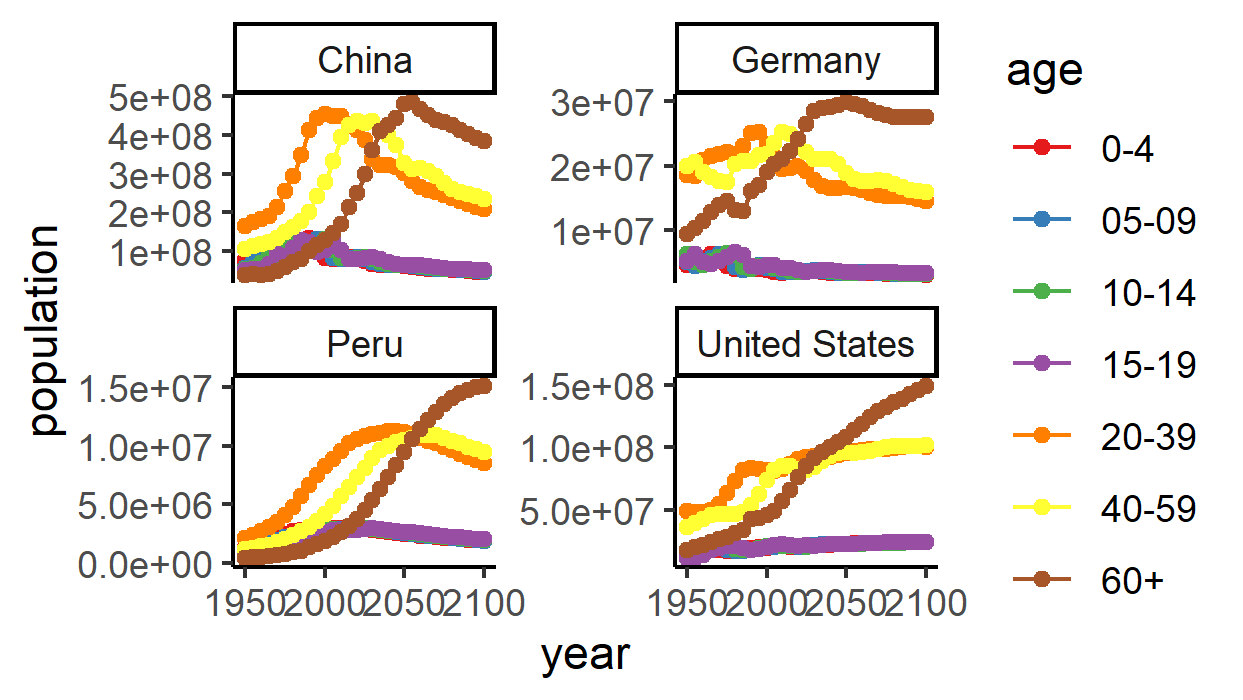 China
Germany
5e+08
4e+08
3e+08
2e+08
1e+08
3e+07
2e+07
1e+07
Peru
United States
1.5e+07
1.0e+07
5.0e+06
0.0e+00
1.5e+08
1.0e+08
5.0e+07
1950 2000 2050 2100
1950 2000 2050 2100
population
year
age
0-4
05-09
10-14
15-19
20-39
40-59
60+